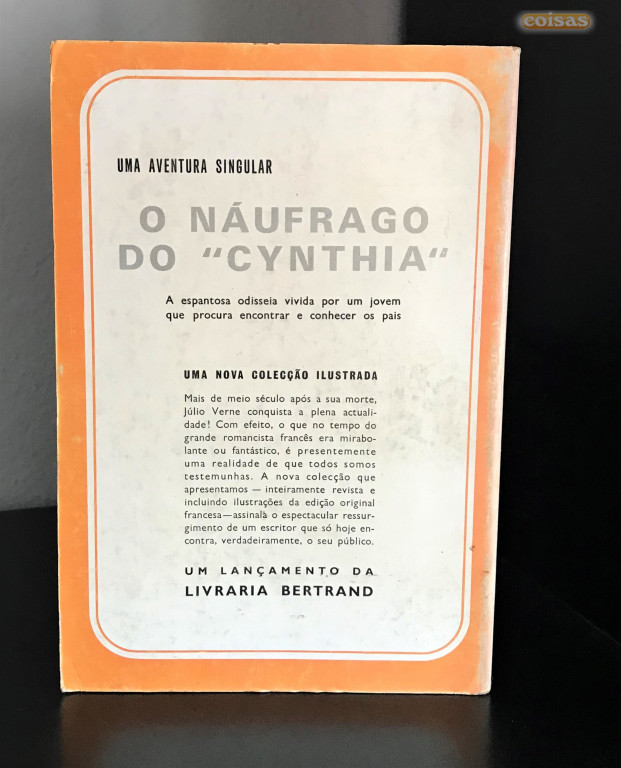 coisas
UMA AVENTURA SINGULAR
O NÁUFRAGO
DO "CYNTHIA"
A espantosa odisseia vivida por um jovem
que procura encontrar e conhecer os pais
UMA NOVA COLECÇÃO ILUSTRADA
Mais de meio século após a sua morte,
Júlio Verne conquista a plena actuali-
dade! Com efeito, o que no tempo do
grande romancista francês era mirabo-
lante ou fantástico, é presentemente
uma realidade de que todos somos
testemunhas. A nova colecção que
apresentamos — inteiramente revista e
incluindo ilustrações da edição original
francesa—assinala o espectacular ressur-
gimento de um escritor que só hoje en-
contra, verdadeiramente, o seu público.
UM LANÇAMENTO DA
LIVRARIA BERTRAND